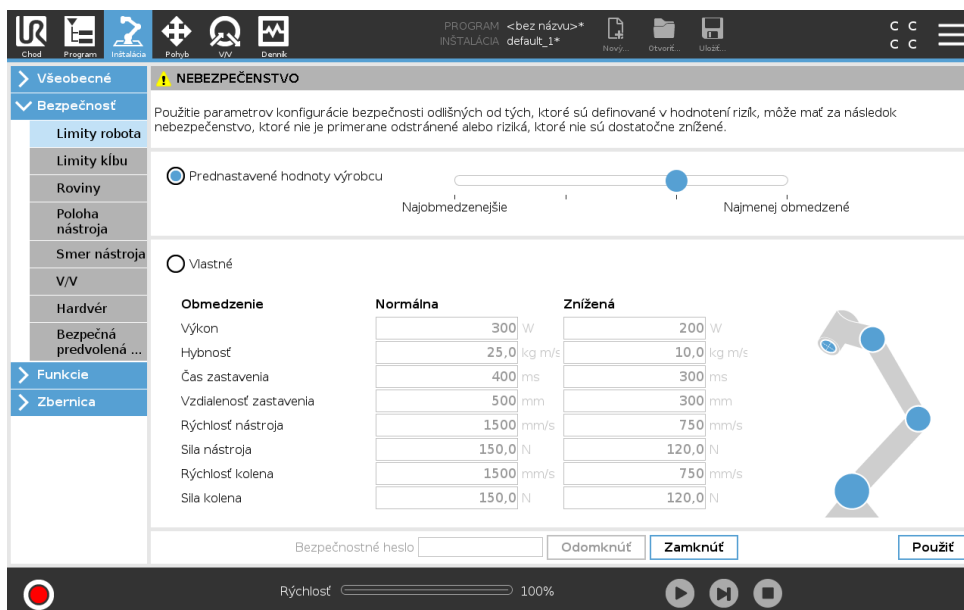 PROGRAM <bez názvu>*
INŠTALÁCIA default_1*
Chod Program Inštalácia Pohyb V/V Denník Nový... Otvoriť... Uložiť...
C C
C C
Všeobecné
Bezpečnosť
Limity robota
Limity kĺbu
Roviny
Poloha
nástroja
Smer nástroja
V/V
Hardvér
Bezpečná
predvolená ...
Funkcie
Zbernica
NEBEZPEČENSTVO
Použitie parametrov konfigurácie bezpečnosti odlišných od tých, ktoré sú definované v hodnotení rizík, môže mať za následok
nebezpečenstvo, ktoré nie je primerane odstránené alebo riziká, ktoré nie sú dostatočne znížené.
Prednastavené hodnoty výrobcu
Najobmedzenejšie Najmenej obmedzené
Vlastné
Obmedzenie Normálna Znížená
Výkon 300 W 200 W
Hybnosť 25,0 kg m/s 10,0 kg m/s
Čas zastavenia 400 ms 300 ms
Vzdialenosť zastavenia 500 mm 300 mm
Rýchlosť nástroja 1500 mm/s 750 mm/s
Sila nástroja 150,0 N 120,0 N
Rýchlosť kolena 1500 mm/s 750 mm/s
Sila kolena 150,0 N 120,0 N
Bezpečnostné heslo Odomknúť Zamknúť Použiť
Rýchlosť 100%